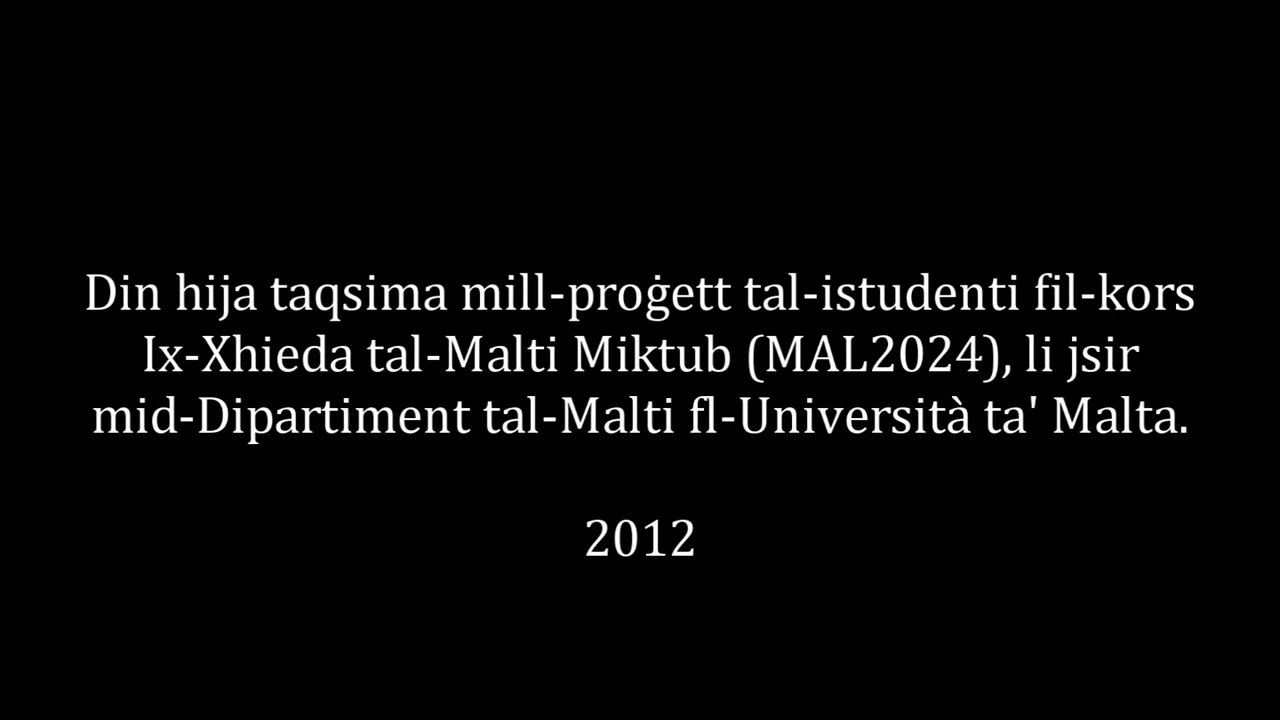 Din hija taqsima mill-proġett tal-istudenti fil-kors
Ix-Xhieda tal-Malti Miktub (MAL2024), li jsir
mid-Dipartiment tal-Malti fl-Università ta' Malta.
2012